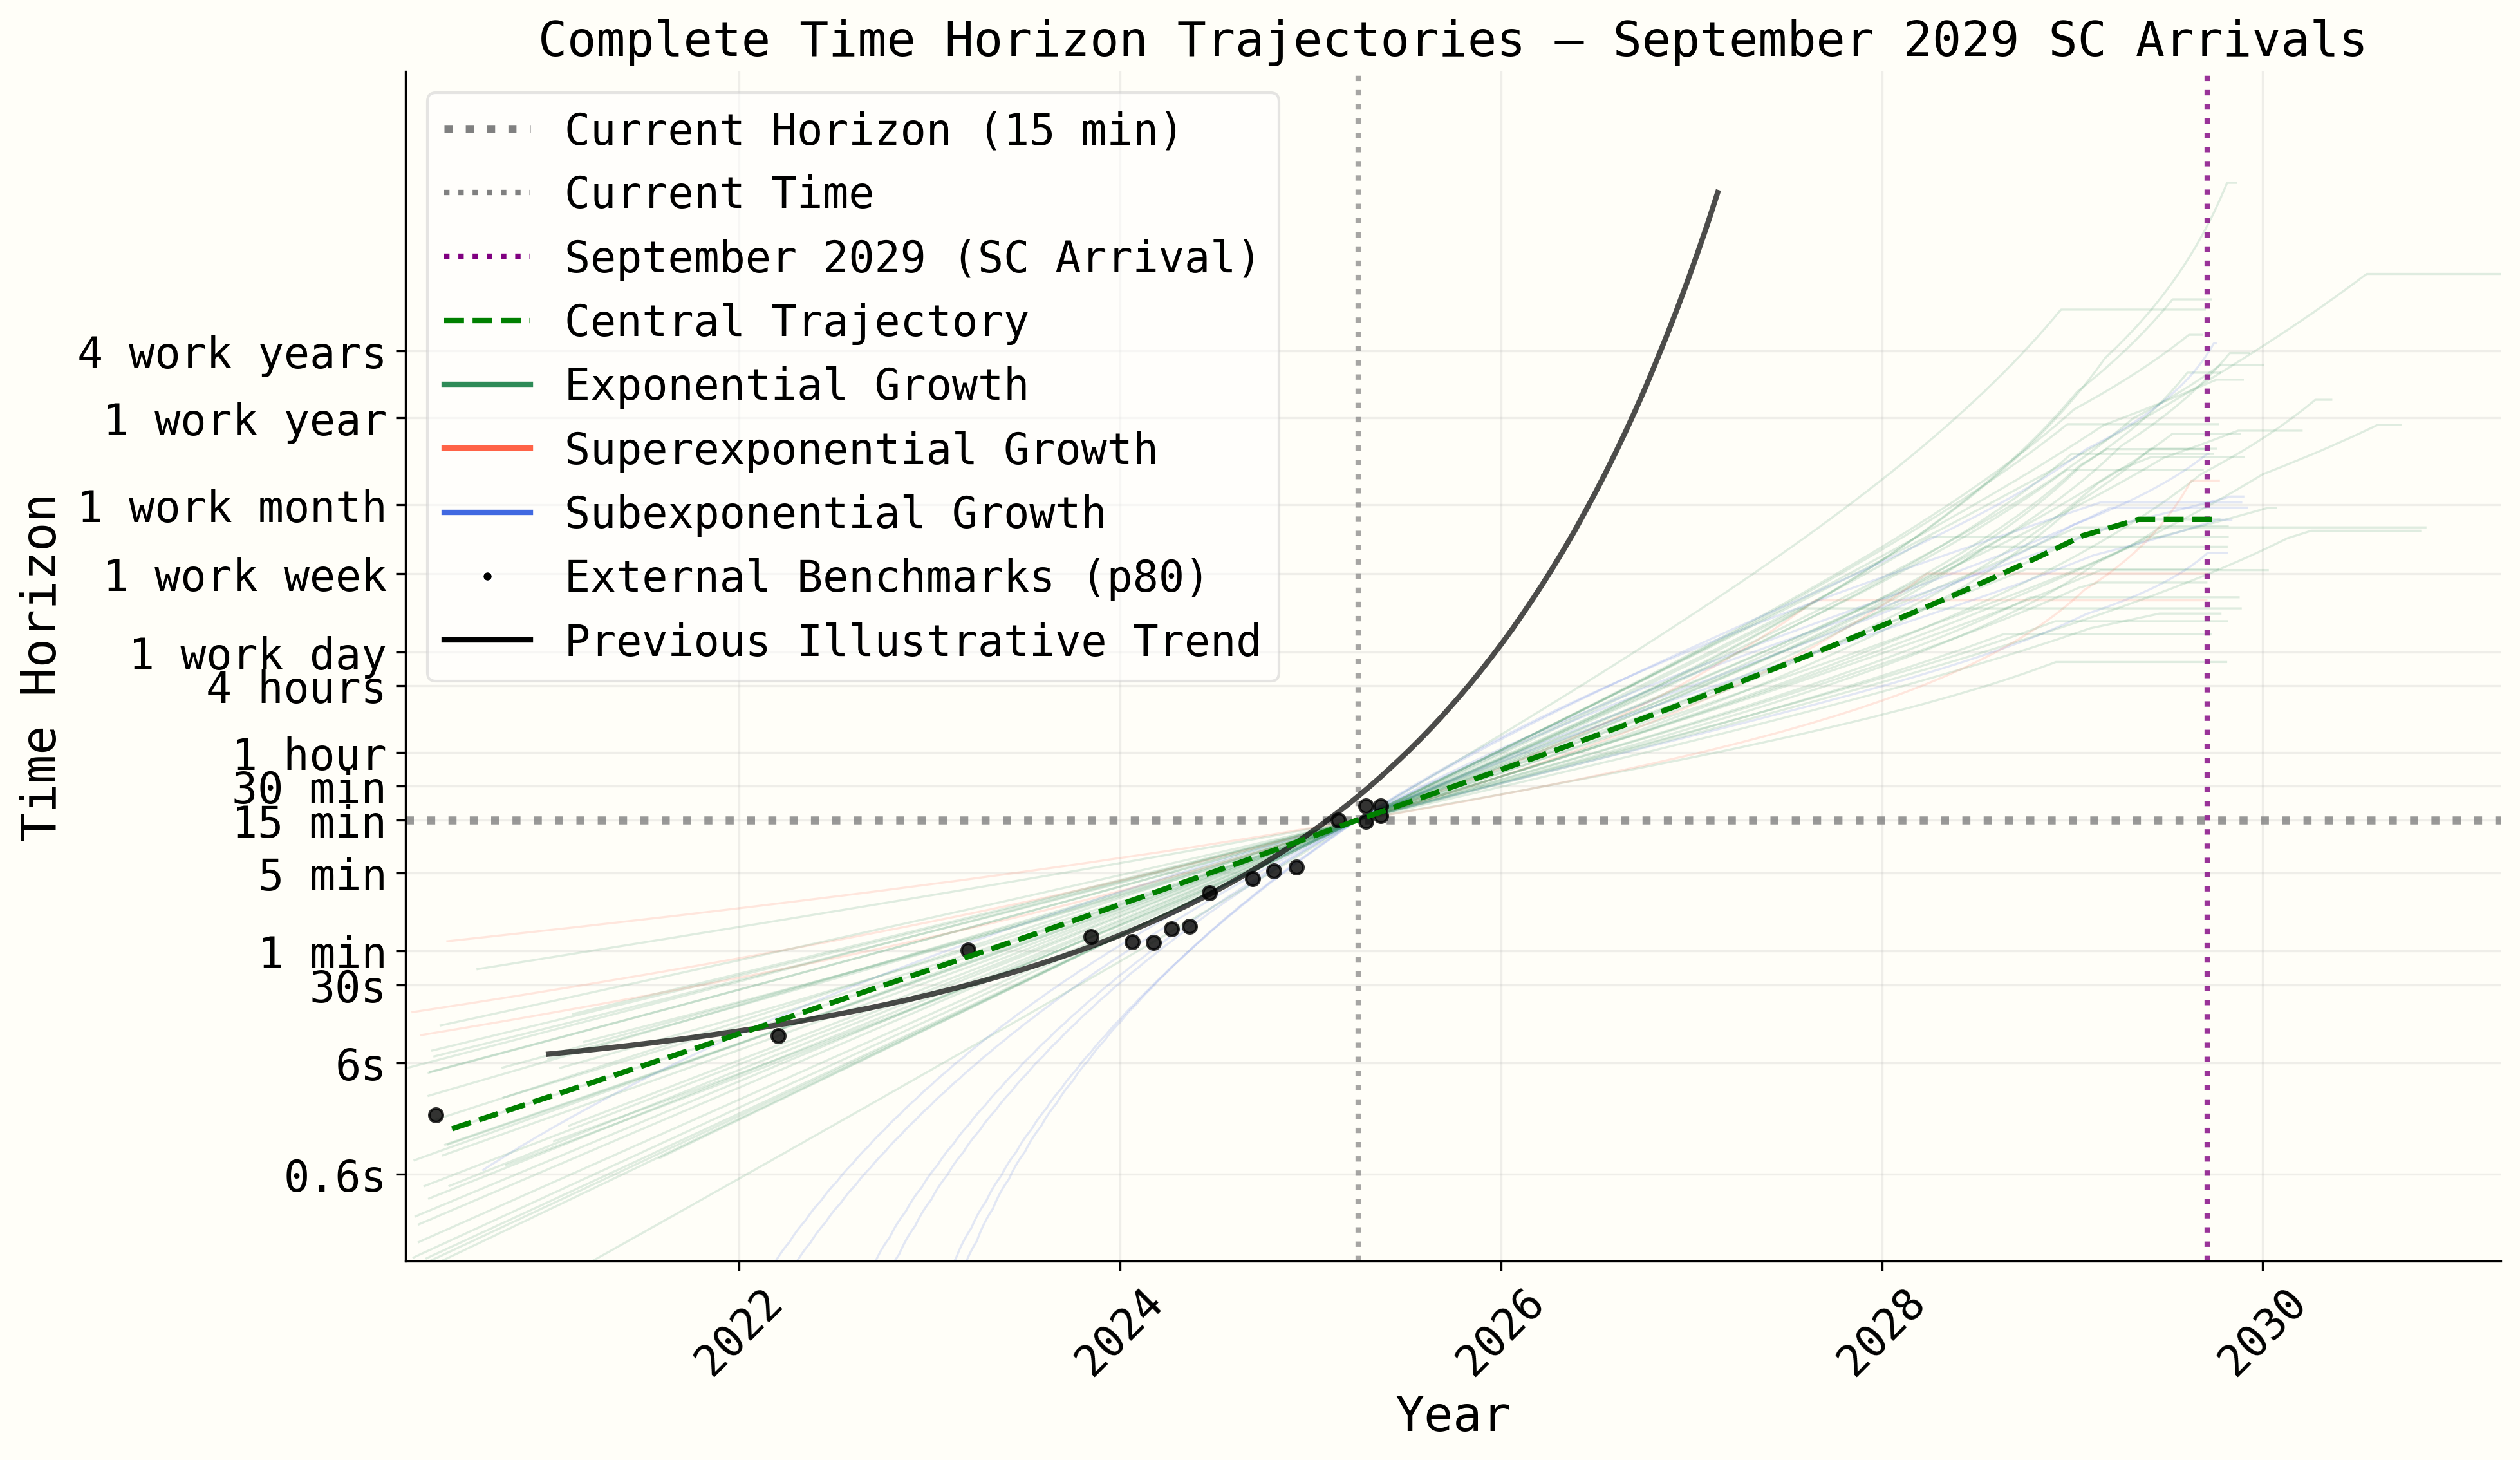 Complete Time Horizon Trajectories — September 2029 SC Arrivals
Current Horizon (15 min)
Current Time
September 2029 (SC Arrival)
Central Trajectory
Exponential Growth
Superexponential Growth
Subexponential Growth
External Benchmarks (p80)
Previous Illustrative Trend
Time Horizon
4 work years
1 work year
1 work month
1 work week
1 work day
4 hours
1 hour
30 min
15 min
5 min
1 min
30s
6s
0.6s
2022
2024
2026
2028
2030
Year